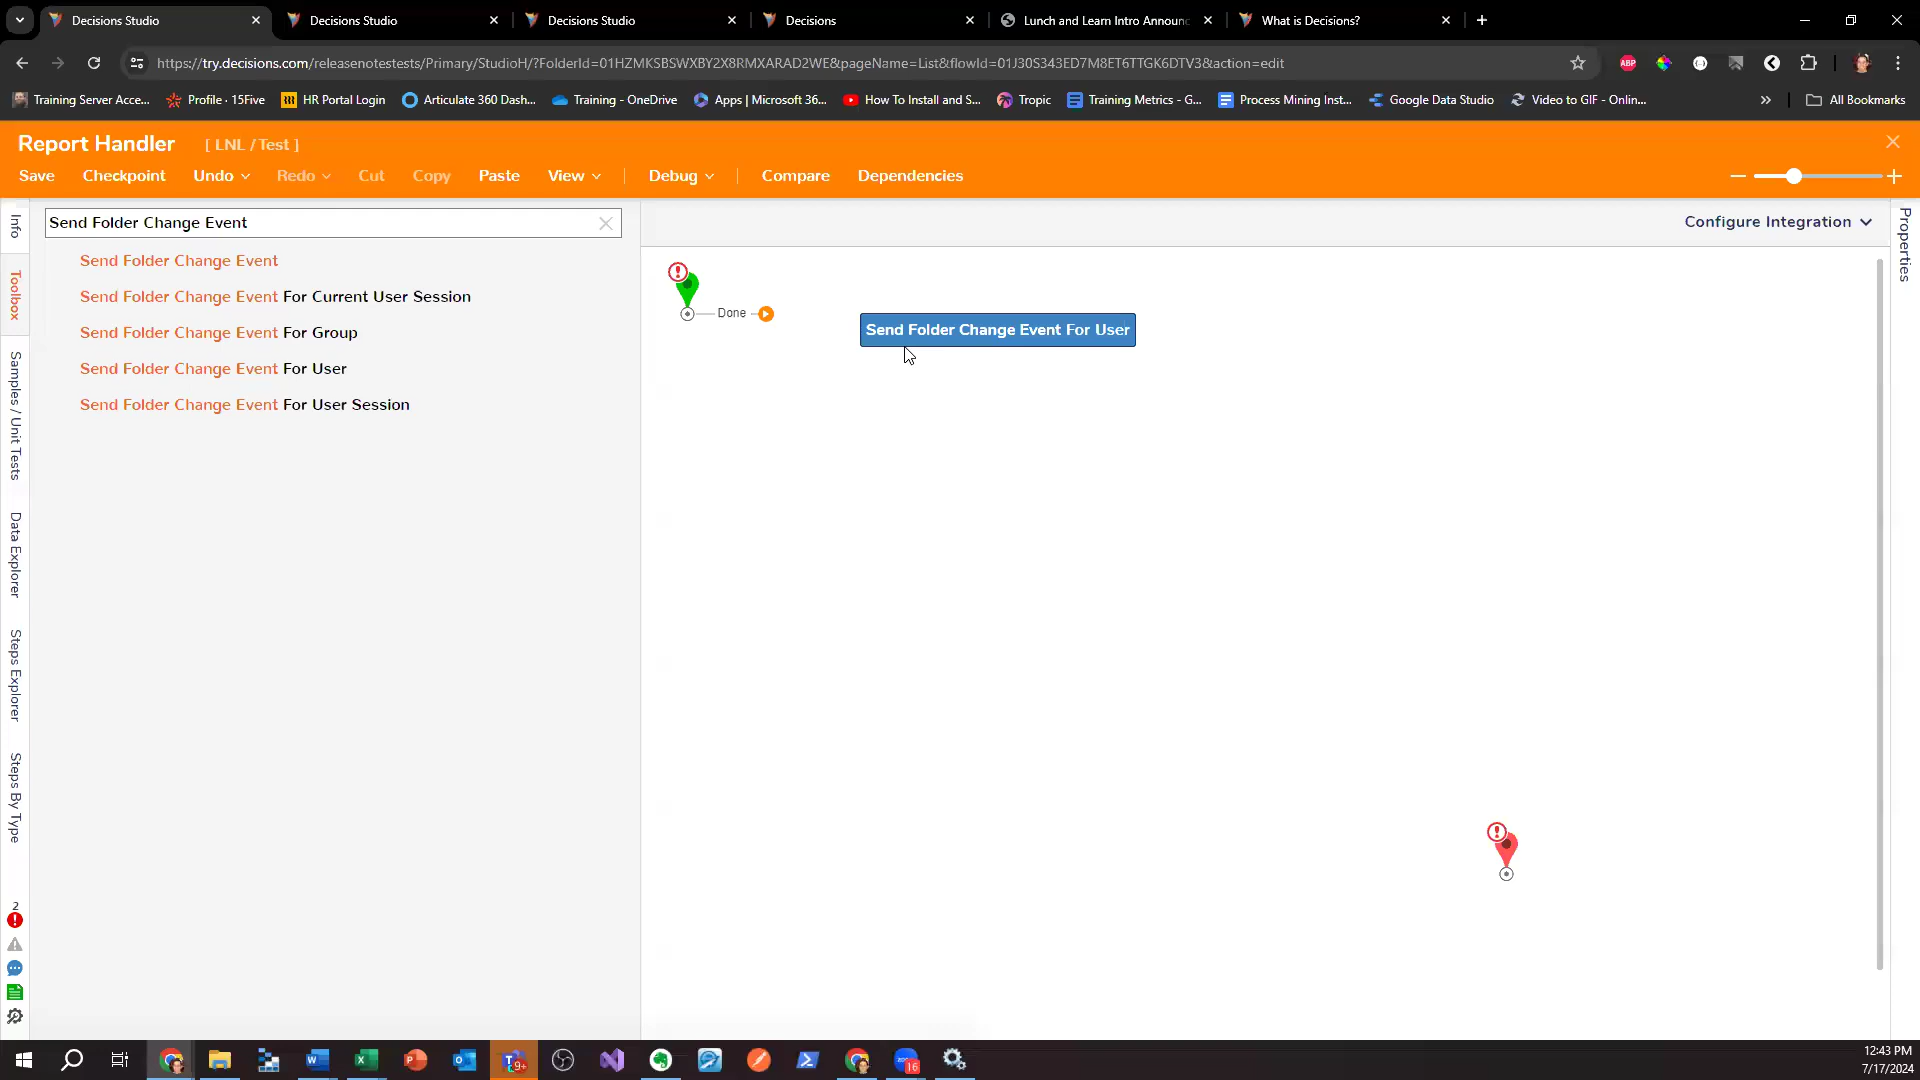 Decisions Studio
Decisions Studio
Decisions Studio
Decisions
Lunch and Learn Intro Announc
What is Decisions?
https://try.decisions.com/releasenotestests/Primary/StudioH/?FolderId=01HZMKSBSWXBY2X8RMXARAD2WE&pageName=List&flowId=01J30S343ED7M8ET6TTGK6DTV3&action=edit
ABP
Training Server Acce...
Profile · 15Five
HR Portal Login
Articulate 360 Dash...
Training - OneDrive
Apps | Microsoft 36...
How To Install and S...
Tropic
Training Metrics - G...
Process Mining Inst...
Google Data Studio
Video to GIF - Onlin...
All Bookmarks
Report Handler [ LNL / Test ]
Save Checkpoint Undo Redo Cut Copy Paste View Debug Compare Dependencies
Info
Toolbox
Samples / Unit Tests
Data Explorer
Steps Explorer
Steps By Type
2
Send Folder Change Event
Send Folder Change Event
Send Folder Change Event For Current User Session
Send Folder Change Event For Group
Send Folder Change Event For User
Send Folder Change Event For User Session
Configure Integration
Properties
Done
Send Folder Change Event For User
9+
16
12:43 PM
7/17/2024